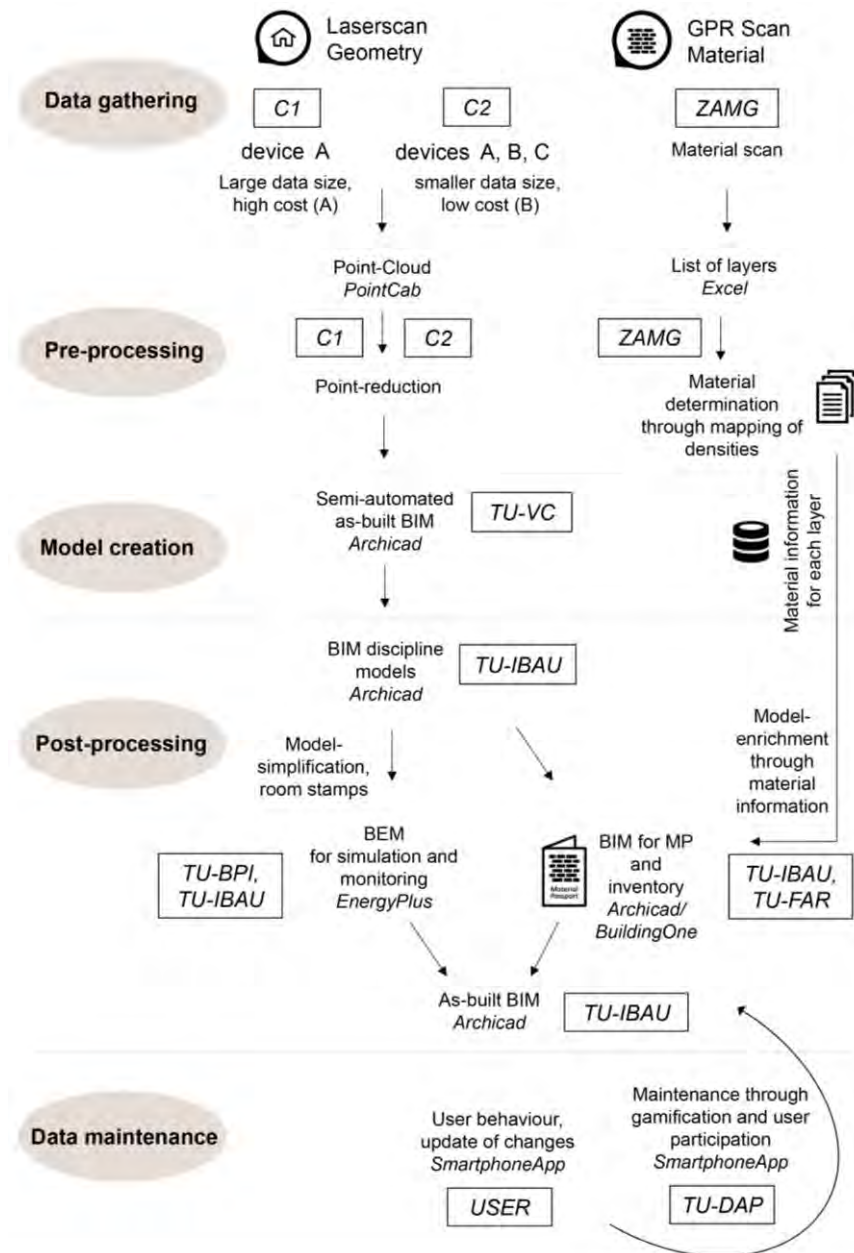 Laserscan
Geometry
GPR Scan
Material
Data gathering
C1
C2
ZAMG
device A
devices A, B, C
Material scan
Large data size,
high cost (A)
smaller data size,
low cost (B)
Point-Cloud
PointCab
List of layers
Excel
Pre-processing
C1
C2
ZAMG
Point-reduction
Material
determination
through mapping of
densities
Material information
for each layer
Model creation
Semi-automated
as-built BIM
Archicad
TU-VC
BIM discipline
models
Archicad
TU-IBAU
Post-processing
Model-
simplification,
room stamps
Model-
enrichment
through
material
information
TU-BPI,
TU-IBAU
BEM
for simulation and
monitoring
EnergyPlus
Material
Passport
BIM for MP
and
inventory
Archicad/
BuildingOne
TU-IBAU,
TU-FAR
As-built BIM
Archicad
TU-IBAU
Data maintenance
User behaviour,
update of changes
SmartphoneApp
USER
Maintenance through
gamification and user
participation
SmartphoneApp
TU-DAP